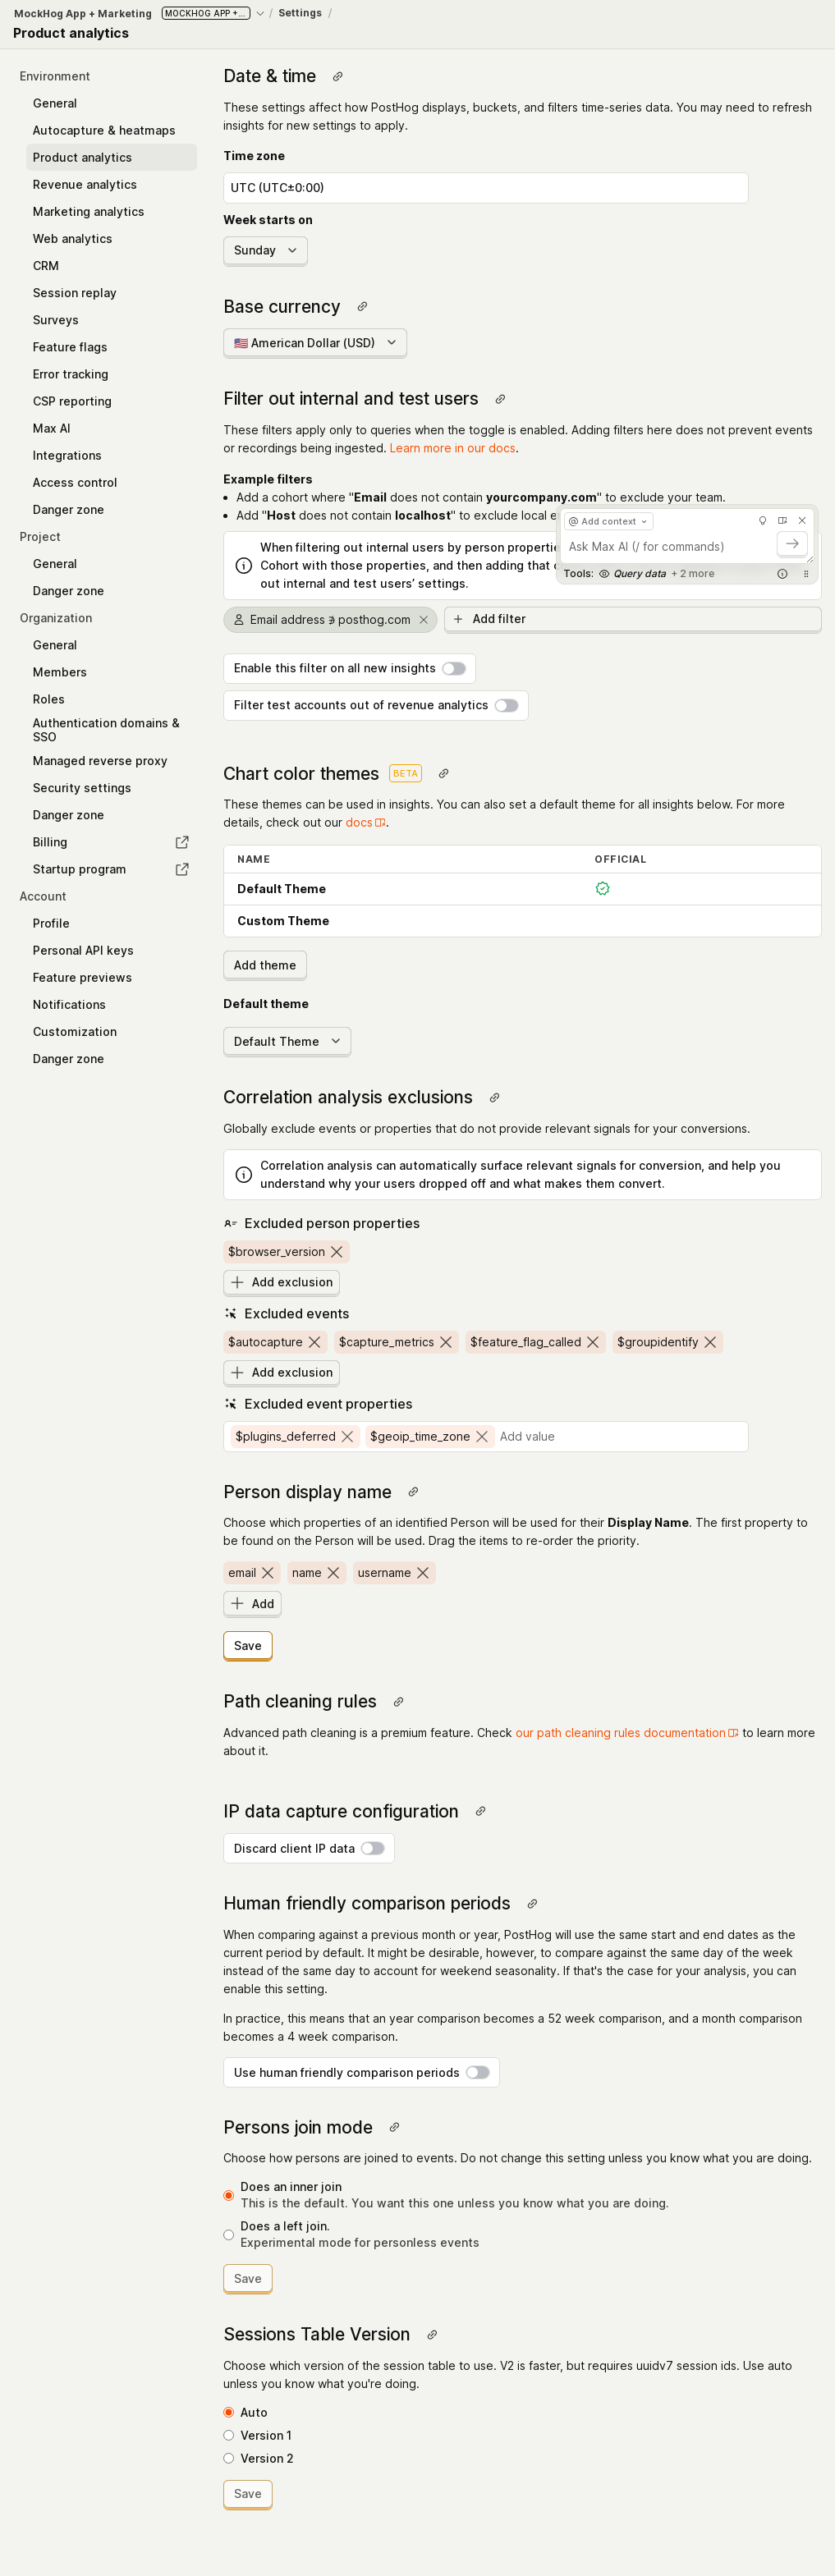 MockHog App + Marketing MOCKHOG APP +... / Settings /
Product analytics
Environment
General
Autocapture & heatmaps
Product analytics
Revenue analytics
Marketing analytics
Web analytics
CRM
Session replay
Surveys
Feature flags
Error tracking
CSP reporting
Max AI
Integrations
Access control
Danger zone
Project
General
Danger zone
Organization
General
Members
Roles
Authentication domains &
SSO
Managed reverse proxy
Security settings
Danger zone
Billing
Startup program
Account
Profile
Personal API keys
Feature previews
Notifications
Customization
Danger zone
Date & time
These settings affect how PostHog displays, buckets, and filters time-series data. You may need to refresh
insights for new settings to apply.
Time zone
UTC (UTC±0:00)
Week starts on
Sunday
Base currency
🇺🇸 American Dollar (USD)
Filter out internal and test users
These filters apply only to queries when the toggle is enabled. Adding filters here does not prevent events
or recordings being ingested. Learn more in our docs.
Example filters
Add a cohort where "Email does not contain yourcompany.com" to exclude your team.
Add "Host does not contain localhost" to exclude local e
When filtering out internal users by person propertie
Cohort with those properties, and then adding that c
out internal and test users’ settings.
@ Add context
Ask Max AI (/ for commands)
Tools: Query data + 2 more
Email address ∋ posthog.com
Add filter
Enable this filter on all new insights
Filter test accounts out of revenue analytics
Chart color themes BETA
These themes can be used in insights. You can also set a default theme for all insights below. For more
details, check out our docs.
NAME OFFICIAL
Default Theme
Custom Theme
Add theme
Default theme
Default Theme
Correlation analysis exclusions
Globally exclude events or properties that do not provide relevant signals for your conversions.
Correlation analysis can automatically surface relevant signals for conversion, and help you
understand why your users dropped off and what makes them convert.
Excluded person properties
$browser_version
Add exclusion
Excluded events
$autocapture $capture_metrics $feature_flag_called $groupidentify
Add exclusion
Excluded event properties
$plugins_deferred $geoip_time_zone Add value
Person display name
Choose which properties of an identified Person will be used for their Display Name. The first property to
be found on the Person will be used. Drag the items to re-order the priority.
email name username
Add
Save
Path cleaning rules
Advanced path cleaning is a premium feature. Check our path cleaning rules documentation to learn more
about it.
IP data capture configuration
Discard client IP data
Human friendly comparison periods
When comparing against a previous month or year, PostHog will use the same start and end dates as the
current period by default. It might be desirable, however, to compare against the same day of the week
instead of the same day to account for weekend seasonality. If that's the case for your analysis, you can
enable this setting.
In practice, this means that an year comparison becomes a 52 week comparison, and a month comparison
becomes a 4 week comparison.
Use human friendly comparison periods
Persons join mode
Choose how persons are joined to events. Do not change this setting unless you know what you are doing.
Does an inner join
This is the default. You want this one unless you know what you are doing.
Does a left join.
Experimental mode for personless events
Save
Sessions Table Version
Choose which version of the session table to use. V2 is faster, but requires uuidv7 session ids. Use auto
unless you know what you're doing.
Auto
Version 1
Version 2
Save